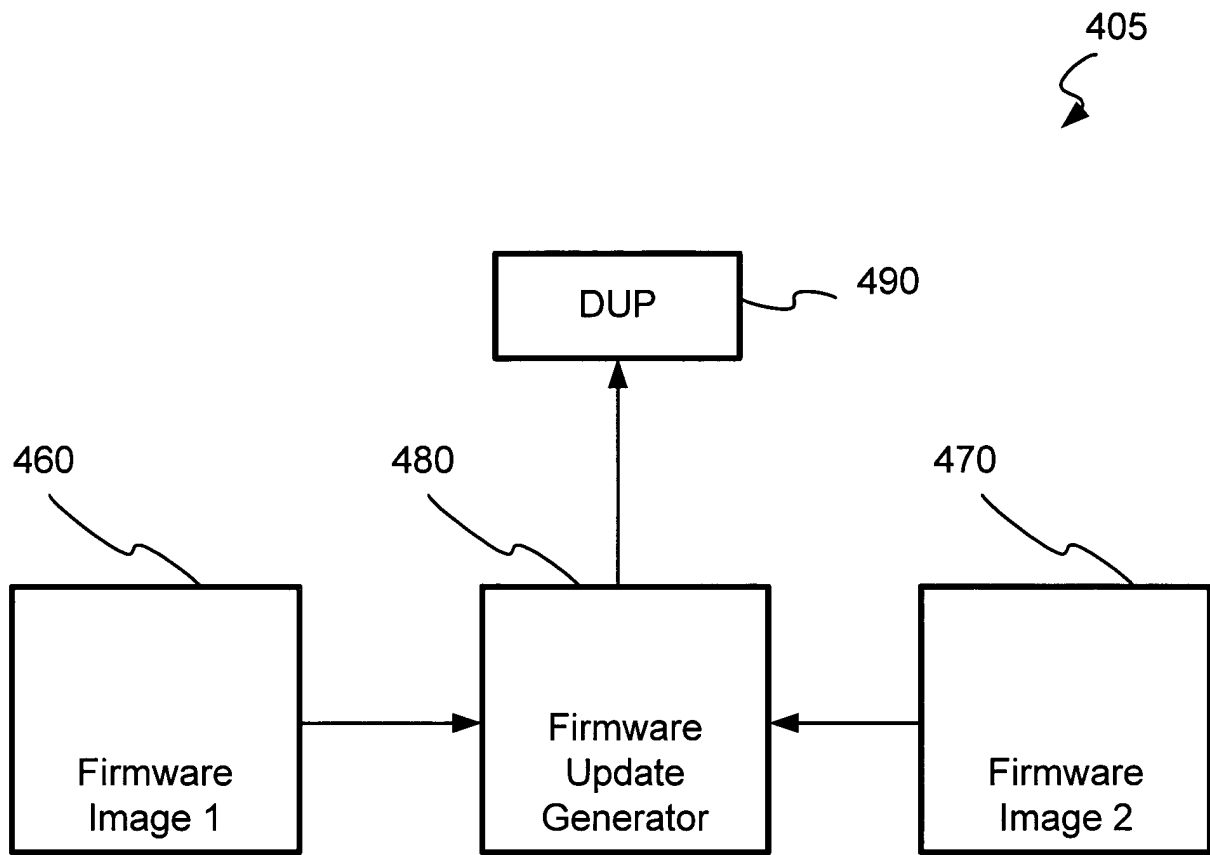 405
DUP
490
460
480
470
Firmware
Image 1
Firmware
Update
Generator
Firmware
Image 2